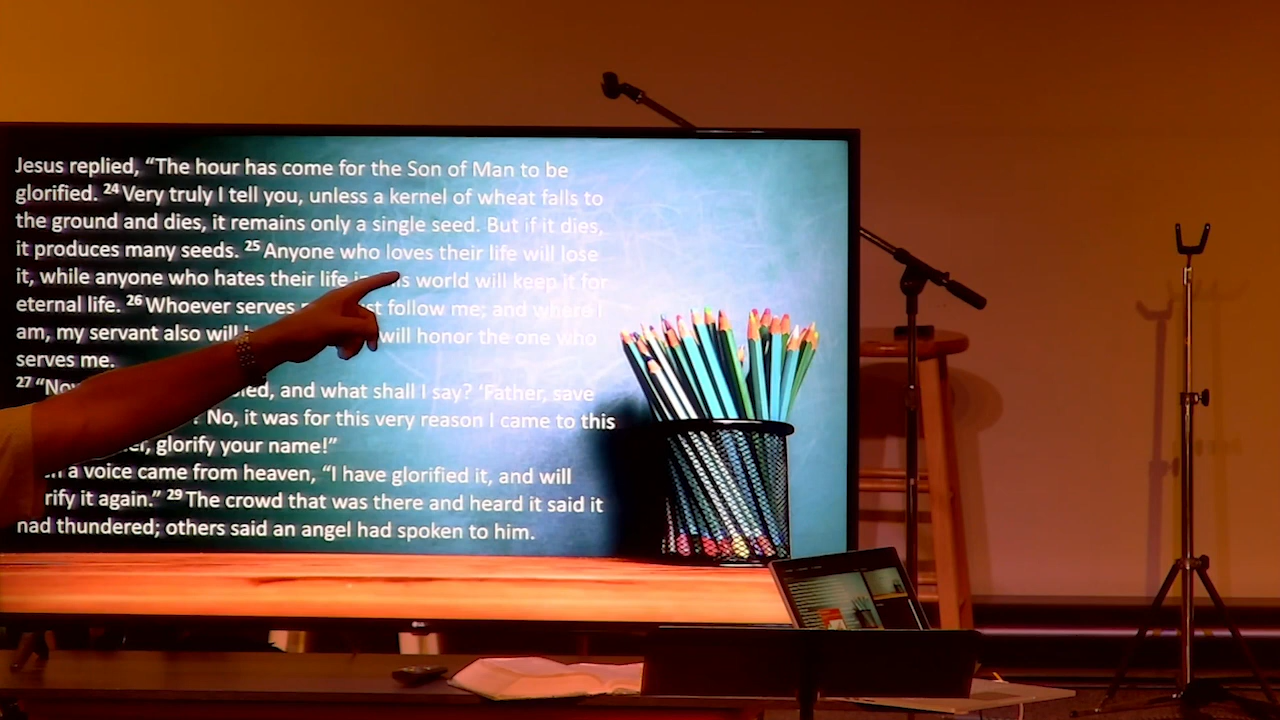 Jesus replied, “The hour has come for the Son of Man to be
glorified. 24 Very truly I tell you, unless a kernel of wheat falls to
the ground and dies, it remains only a single seed. But if it dies,
it produces many seeds. 25 Anyone who loves their life will lose
it, while anyone who hates their life world will keep it for
eternal life. 26 Whoever serves follow me; and where I
am, my servant also will honor the one who
serves me.
27 and what shall I say? ‘Father, save
No, it was for this very reason I came to this
glorify your name!”
a voice came from heaven, “I have glorified it, and will
it again.” 29 The crowd that was there and heard it said it
had thundered; others said an angel had spoken to him.